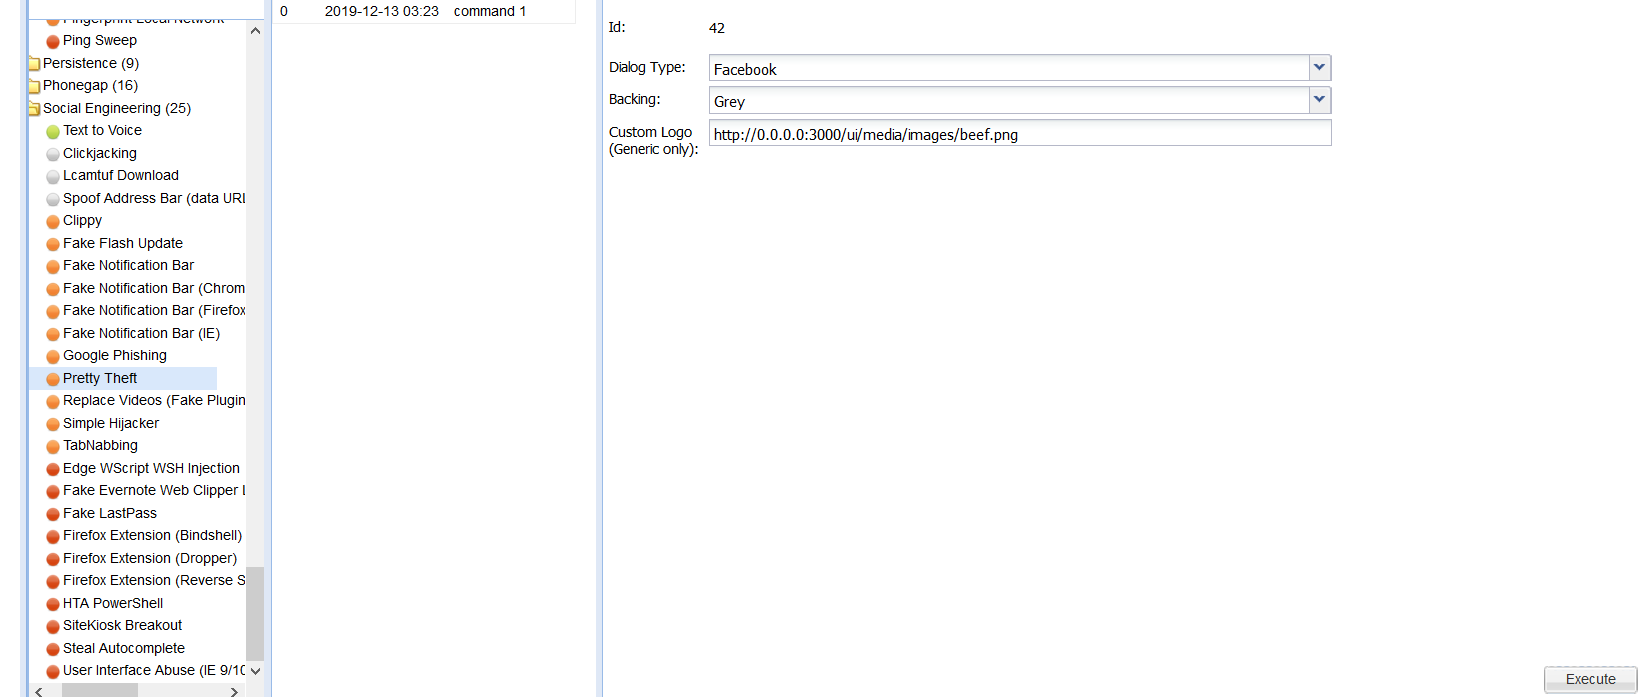 Fingerprint Local Network
Ping Sweep
Persistence (9)
Phonegap (16)
Social Engineering (25)
Text to Voice
Clickjacking
Lcamtuf Download
Spoof Address Bar (data URL
Clippy
Fake Flash Update
Fake Notification Bar
Fake Notification Bar (Chrom
Fake Notification Bar (Firefox
Fake Notification Bar (IE)
Google Phishing
Pretty Theft
Replace Videos (Fake Plugin
Simple Hijacker
TabNabbing
Edge WScript WSH Injection
Fake Evernote Web Clipper L
Fake LastPass
Firefox Extension (Bindshell)
Firefox Extension (Dropper)
Firefox Extension (Reverse S
HTA PowerShell
SiteKiosk Breakout
Steal Autocomplete
User Interface Abuse (IE 9/10
0 2019-12-13 03:23 command 1
Id: 42
Dialog Type: Facebook
Backing: Grey
Custom Logo
(Generic only): http://0.0.0.0:3000/ui/media/images/beef.png
Execute